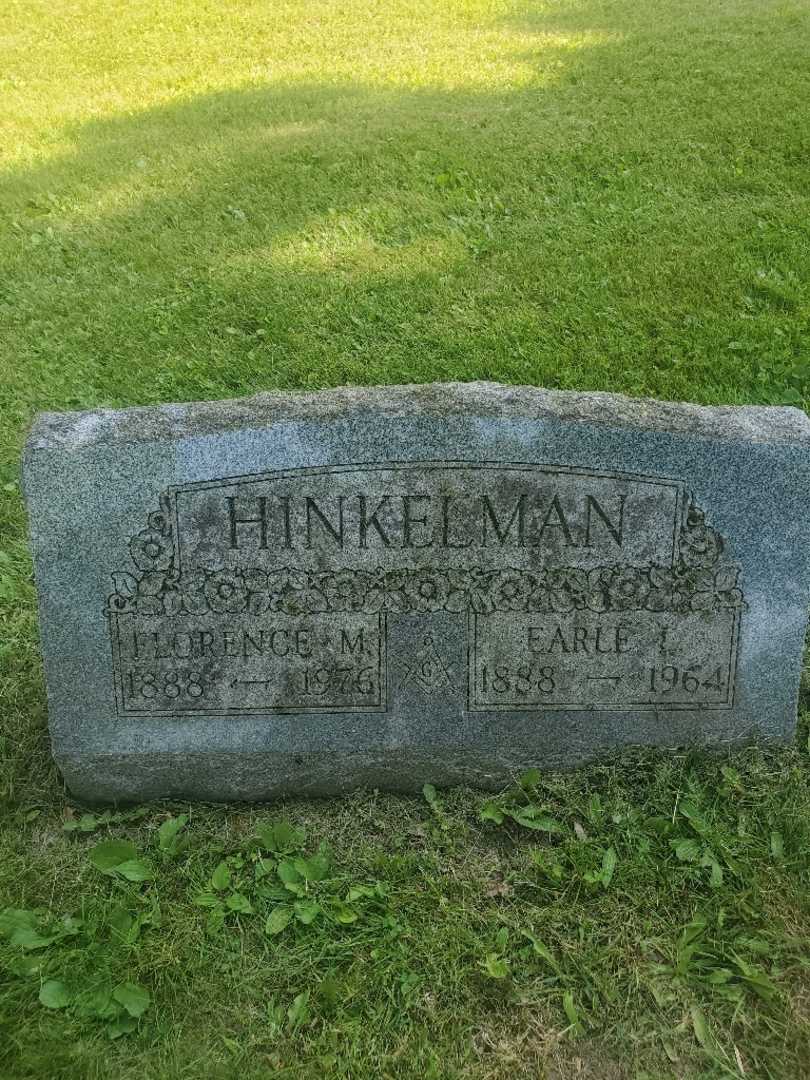 HINKELMAN
FLORENCE M.
1888 — 1976
G
EARLE L.
1888 — 1964